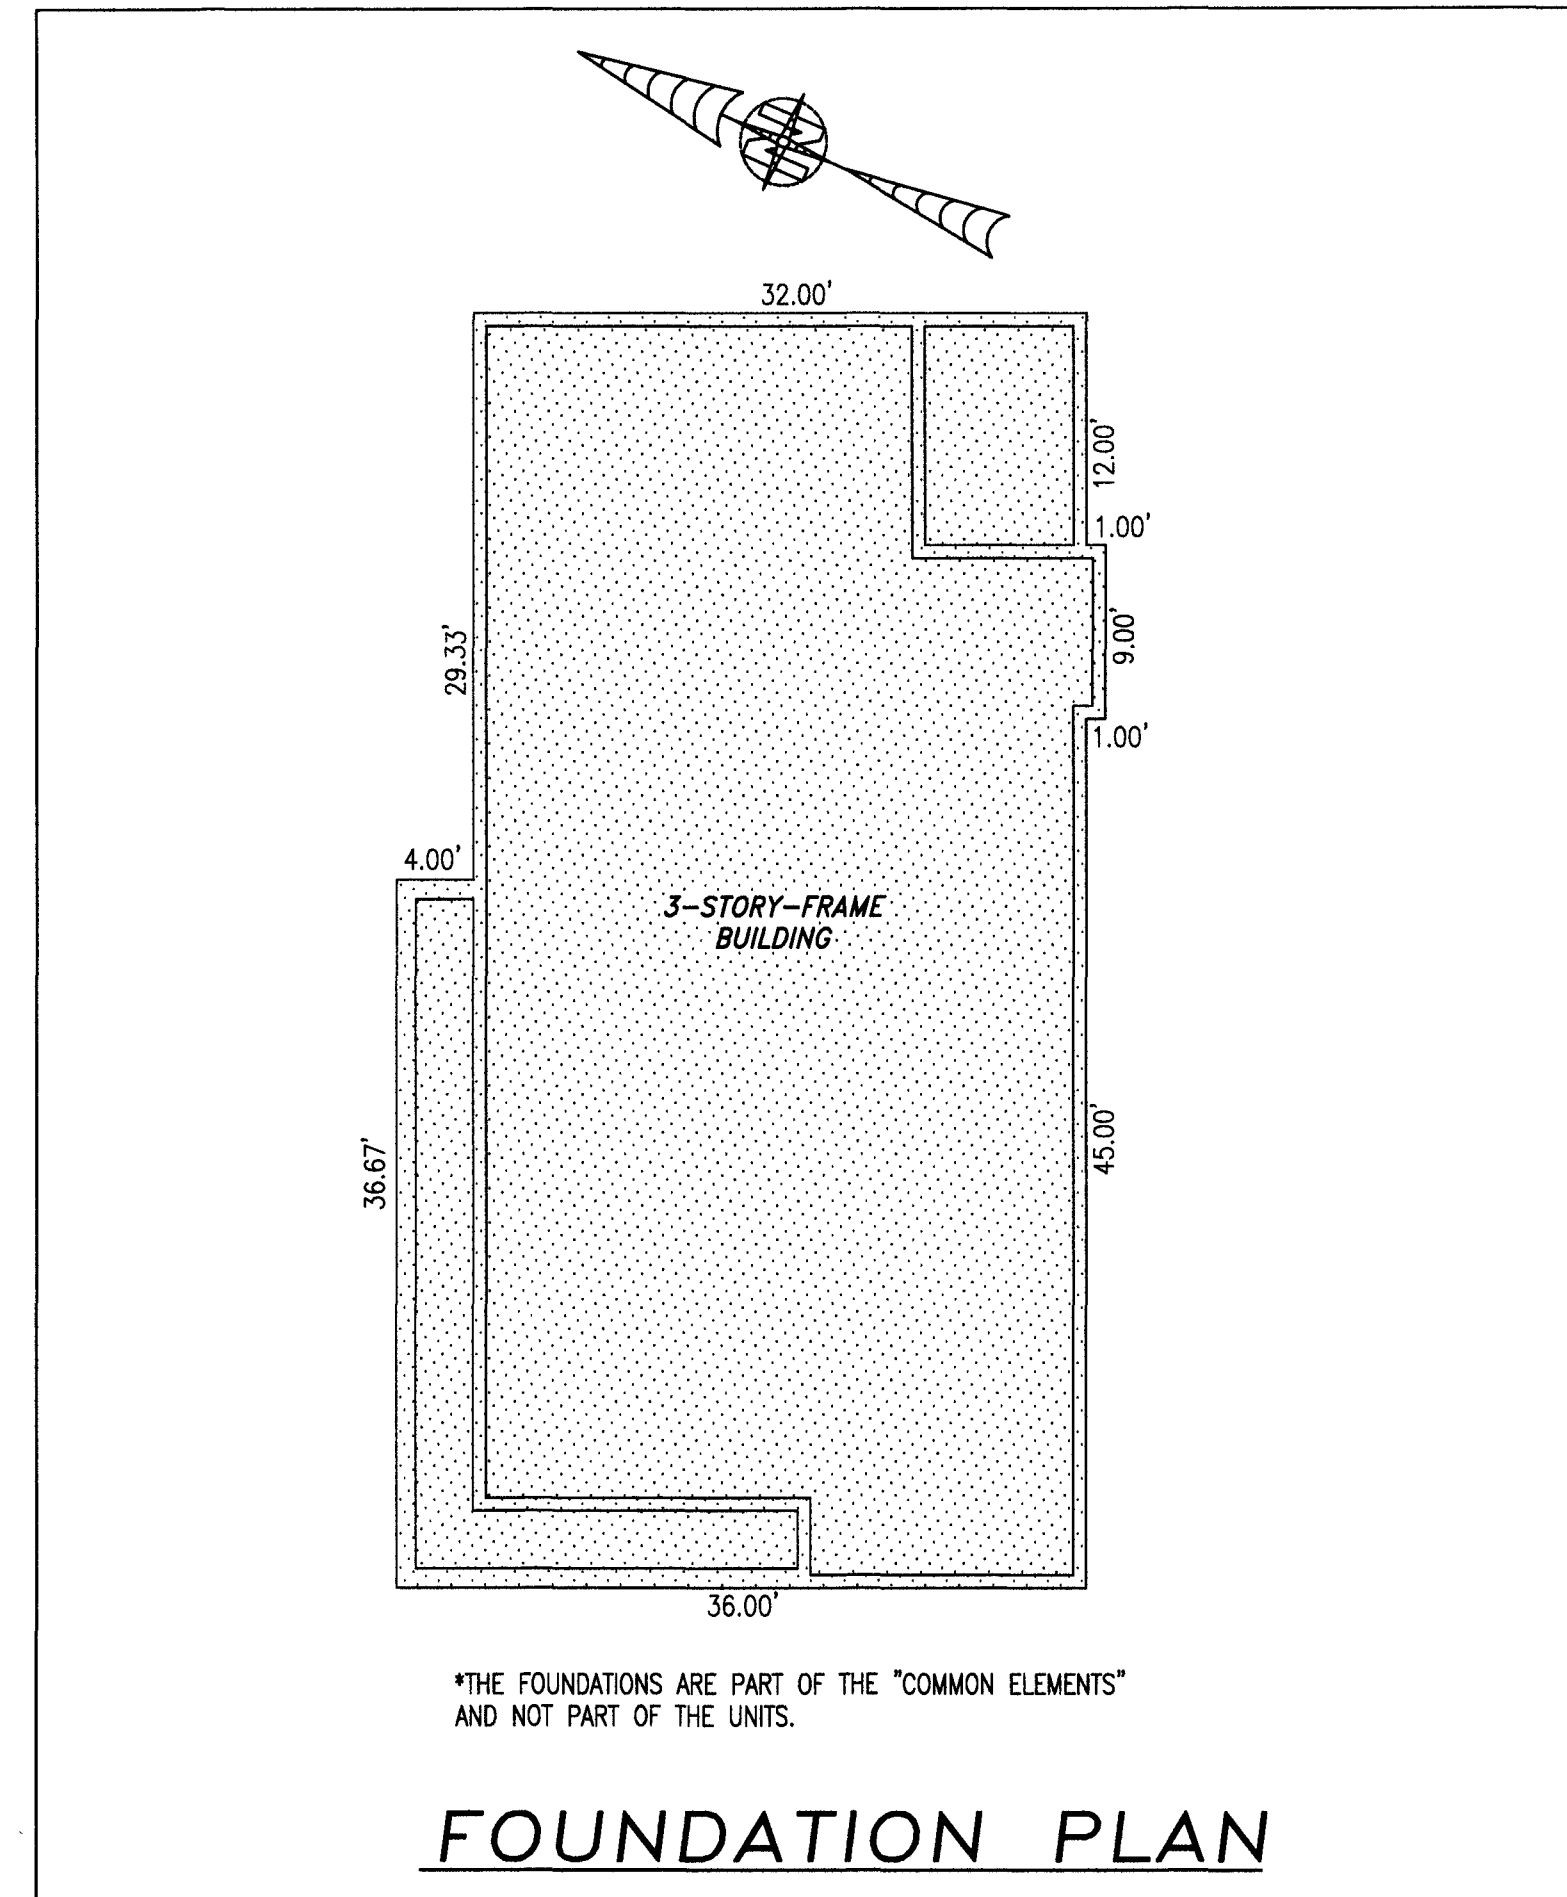 N
32.00'
12.00'
1.00'
9.00'
29.33'
1.00'
4.00'
3-STORY-FRAME
BUILDING
45.00'
36.67'
36.00'
*THE FOUNDATIONS ARE PART OF THE "COMMON ELEMENTS"
AND NOT PART OF THE UNITS.
FOUNDATION PLAN